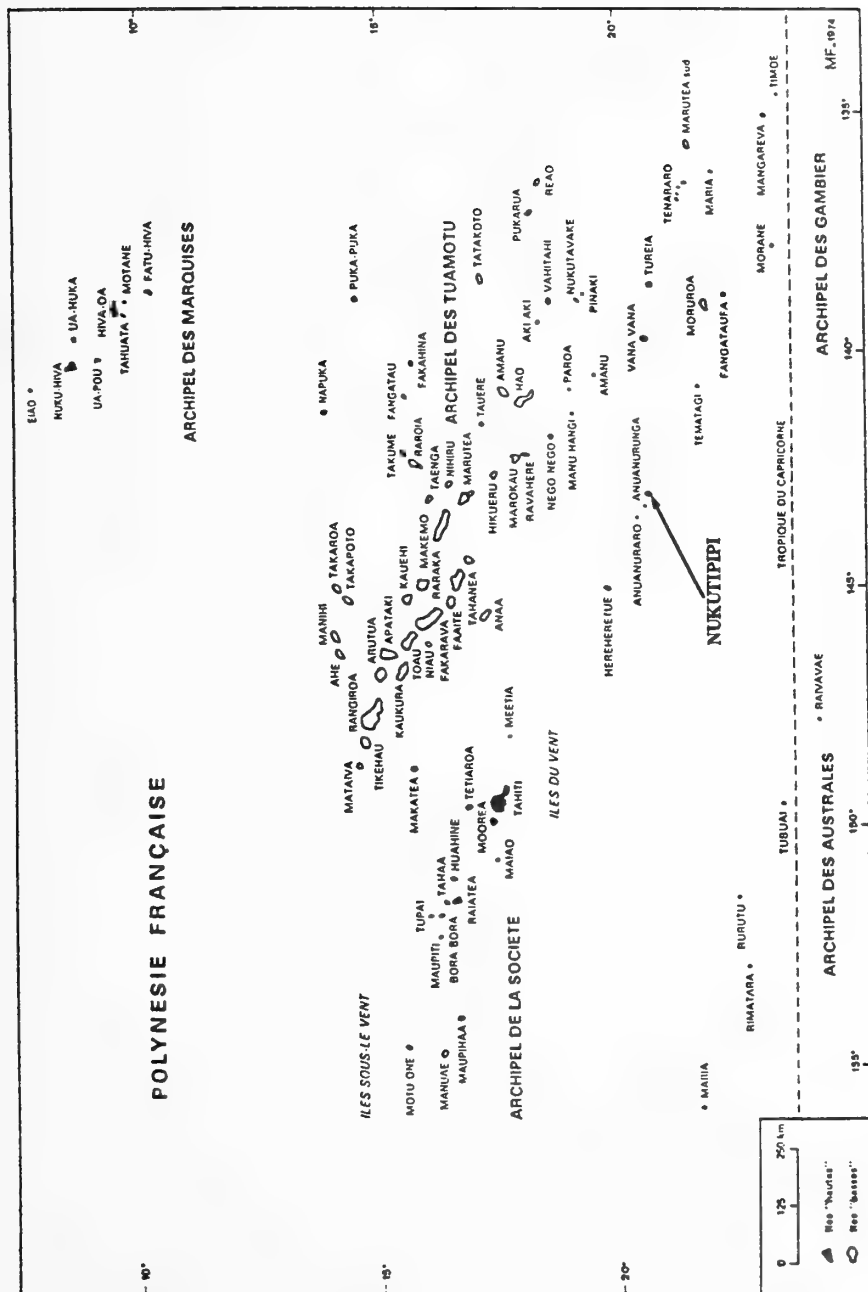 POLYNESIE FRANÇAISE
10°
15°
20°
EIAO
NUKU-HIVA
UA-HUKA
UA-POU
HIVA-OA
TAHUATA
MOTANE
FATU-HIVA
ARCHIPEL DES MARQUISES
NAPUKA
PUKA-PUKA
MANIHI
AHE
TAKAROA
TAKAPOTO
MATAIVA
RANGIROA
TIKEHAU
ARUTUA
APATAKI
KAUKURA
TOAU
NIAU
KAUEHI
FAKARAVA
FAAITE
RARAKA
MAKEMO
TAHANEA
ANAA
TAKUME
RAROIA
FANGATAU
FAKAHINA
TAENGA
NIHIRU
MARUTEA
ARCHIPEL DES TUAMOTU
TAUERE
AMANU
HAO
TATAKOTO
HIKUERU
MAROKAU
RAVAHERE
NEGO NEGO
MANU HANGI
PAROA
AMANU
AKI AKI
VAHITAHI
NUKUTAVAKE
PINAKI
PUKARUA
REAO
HEREHERETUE
ANUANURARO
ANUANURUNGA
NUKUTIPIPI
VANA VANA
TUREIA
TEMATAGI
MORUROA
FANGATAUFA
TENARARO
MARUTEA sud
MARIA
MORANE
MANGAREVA
TIMOE
ARCHIPEL DES GAMBIER
ILES SOUS-LE VENT
MOTU ONE
MANUAE
MAUPIHAA
MAUPITI
TUPAI
BORA BORA
TAHAA
HUAHINE
RAIATEA
ARCHIPEL DE LA SOCIETE
MAKATEA
TETIAROA
MOOREA
MAIAO
TAHITI
MEETIA
ILES DU VENT
TROPIQUE DU CAPRICORNE
MARIA
RIMATARA
RURUTU
TUBUAI
RAIVAVAE
ARCHIPEL DES AUSTRALES
MF.1974
10°
15°
20°
155°
150°
145°
140°
135°
0 125 250 km
Iles "hautes"
Iles "basses"